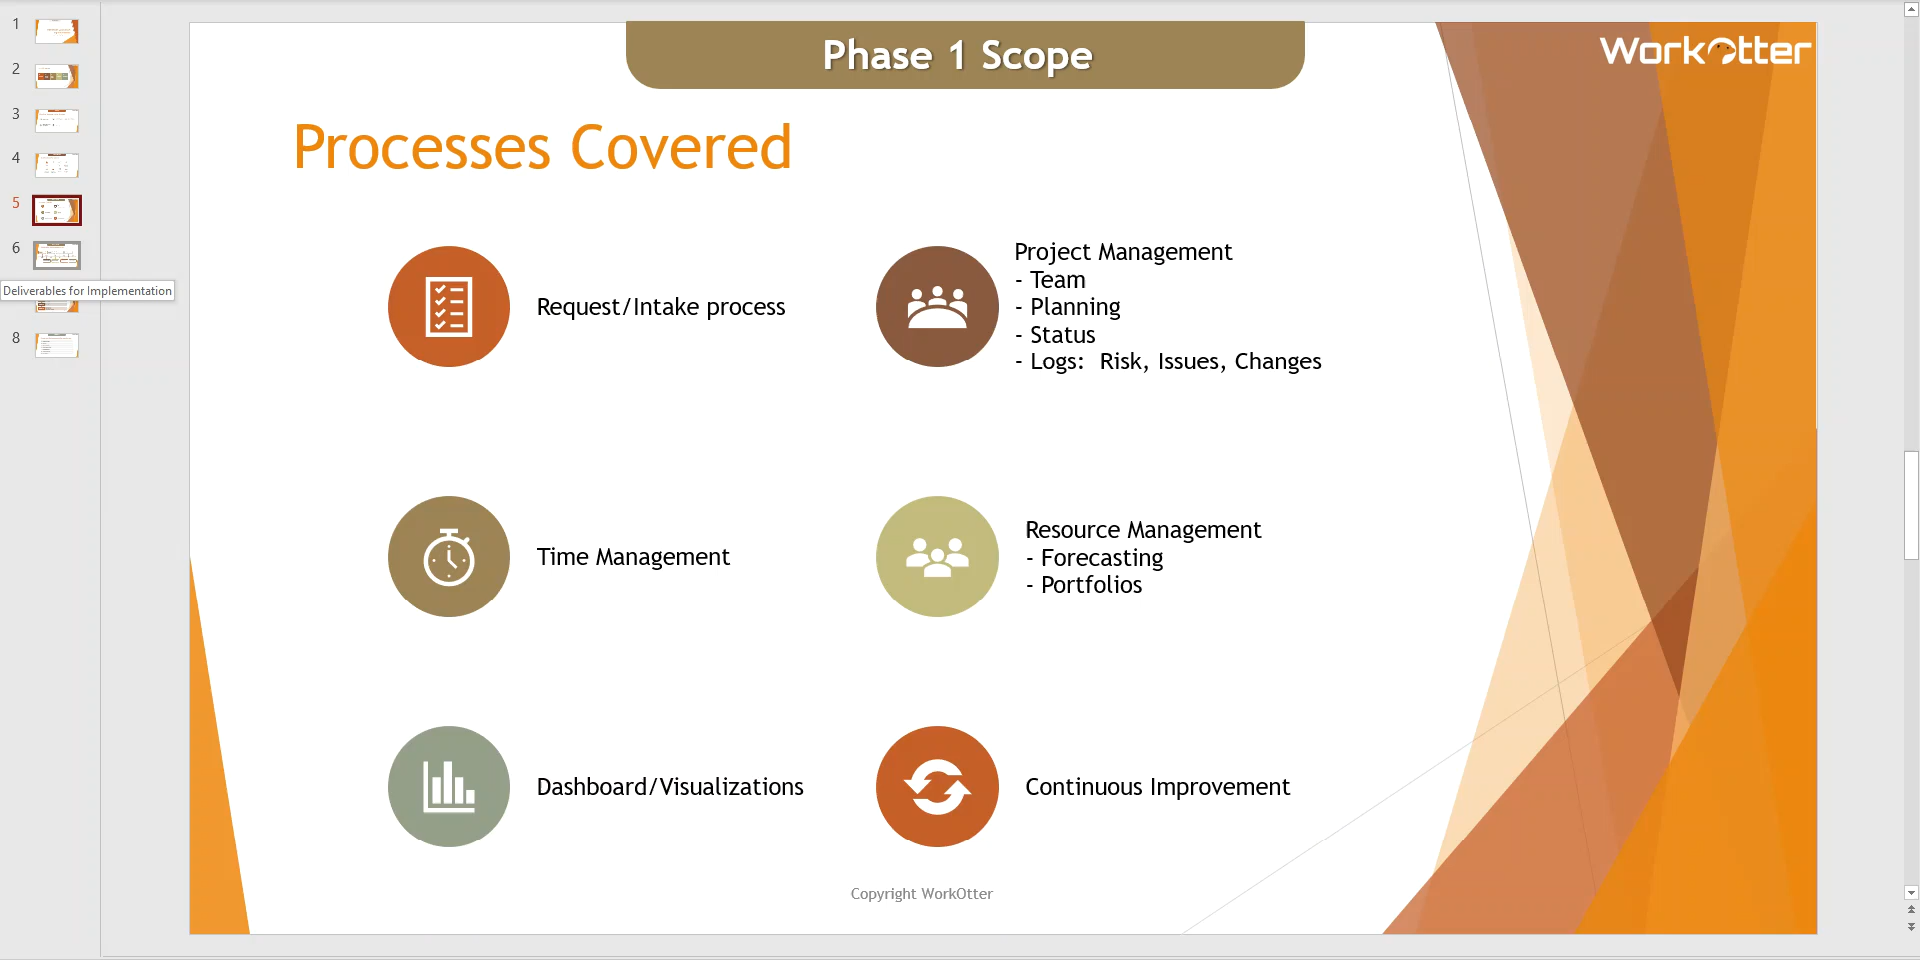 1
2
3
4
5
6
Deliverables for Implementation
8
Phase 1 Scope
WorkOtter
Processes Covered
Request/Intake process
Project Management
- Team
- Planning
- Status
- Logs:  Risk, Issues, Changes
Time Management
Resource Management
- Forecasting
- Portfolios
Dashboard/Visualizations
Continuous Improvement
Copyright WorkOtter